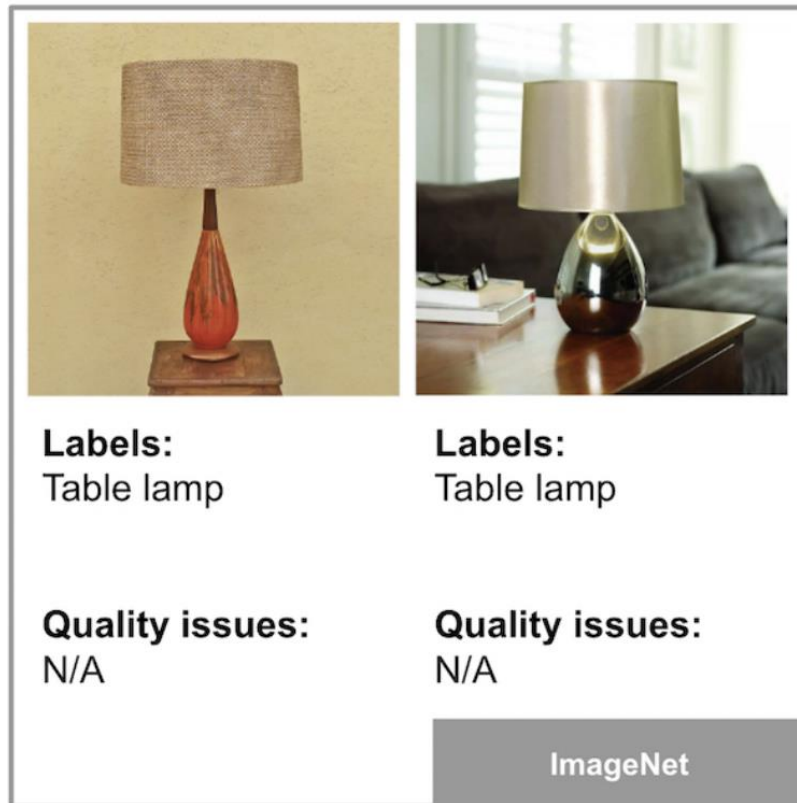 Labels:
Table lamp
Quality issues:
N/A
Labels:
Table lamp
Quality issues:
N/A
ImageNet